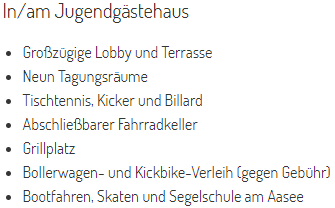 In/am Jugendgästehaus
• Großzügige Lobby und Terrasse
• Neun Tagungsräume
• Tischtennis, Kicker und Billard
• Abschließbarer Fahrradkeller
• Grillplatz
• Bollerwagen- und Kickbike-Verleih (gegen Gebühr)
• Bootfahren, Skaten und Segelschule am Aasee